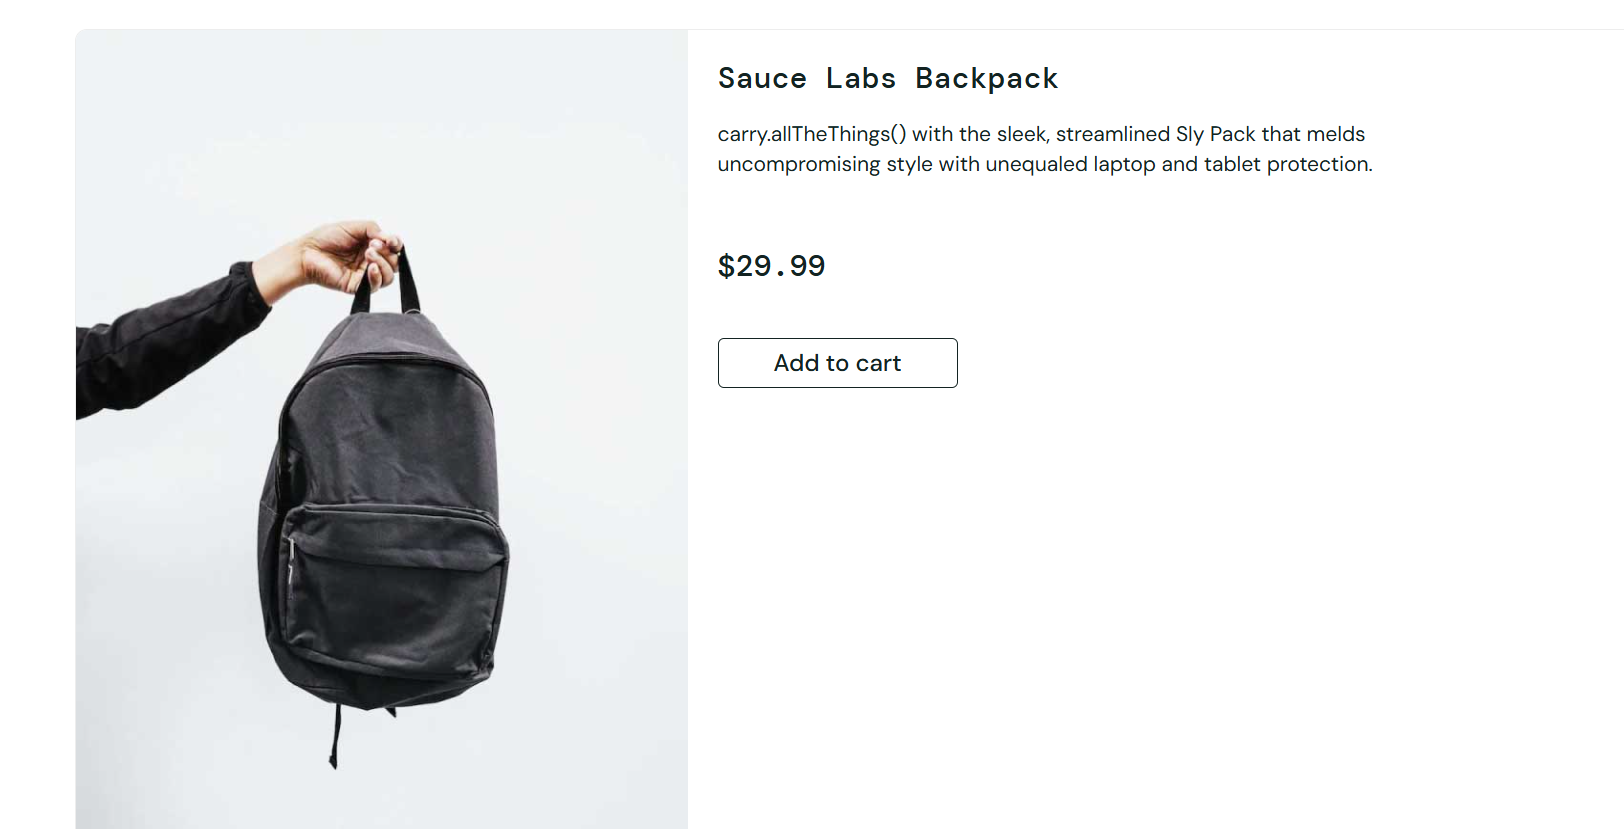 Sauce Labs Backpack
carry.allTheThings() with the sleek, streamlined Sly Pack that melds
uncompromising style with unequaled laptop and tablet protection.
$29.99
Add to cart